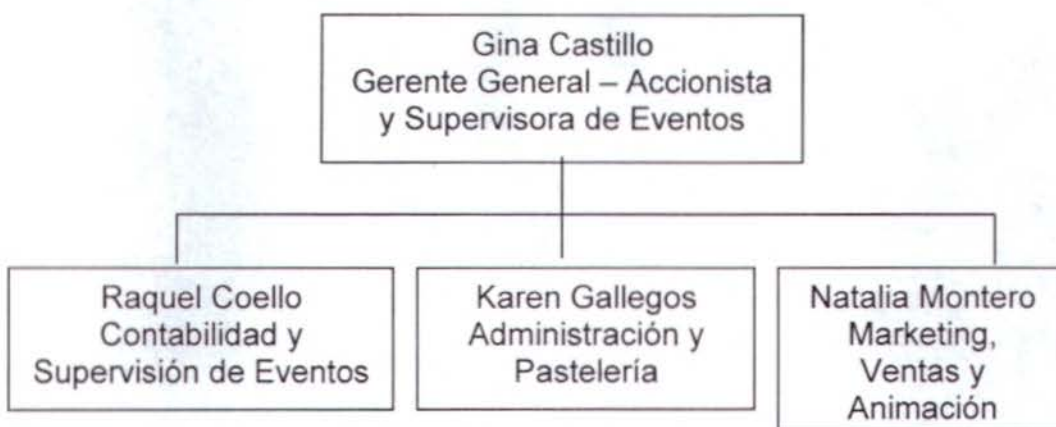 Gina Castillo
Gerente General – Accionista
y Supervisora de Eventos
Raquel Coello
Contabilidad y
Supervisión de Eventos
Karen Gallegos
Administración y
Pastelería
Natalia Montero
Marketing,
Ventas y
Animación